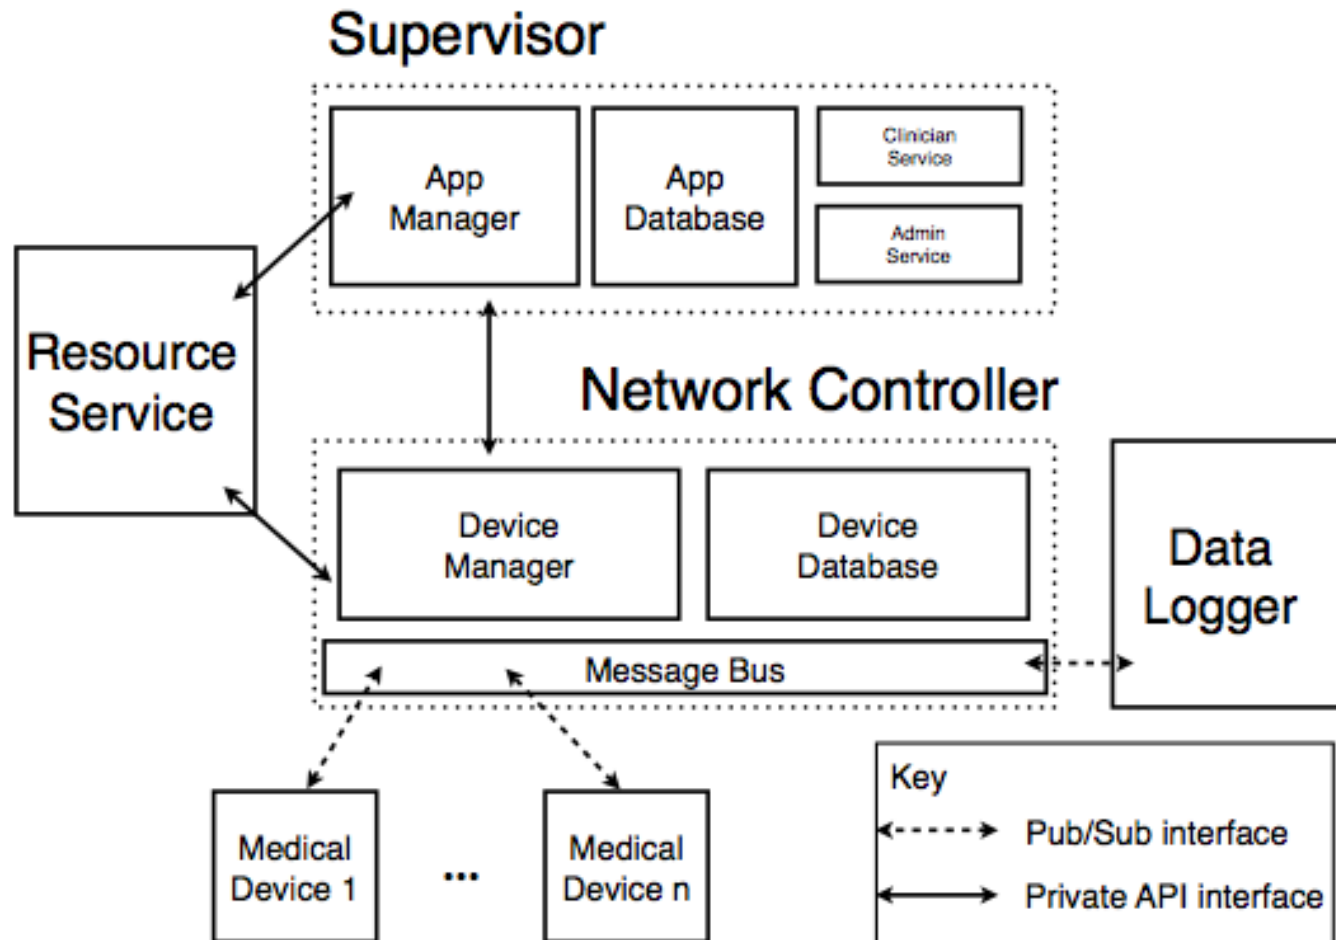 Supervisor
App
Manager
App
Database
Clinician
Service
Admin
Service
Resource
Service
Network Controller
Device
Manager
Device
Database
Data
Logger
Message Bus
Medical
Device 1
...
Medical
Device n
Key
Pub/Sub interface
Private API interface